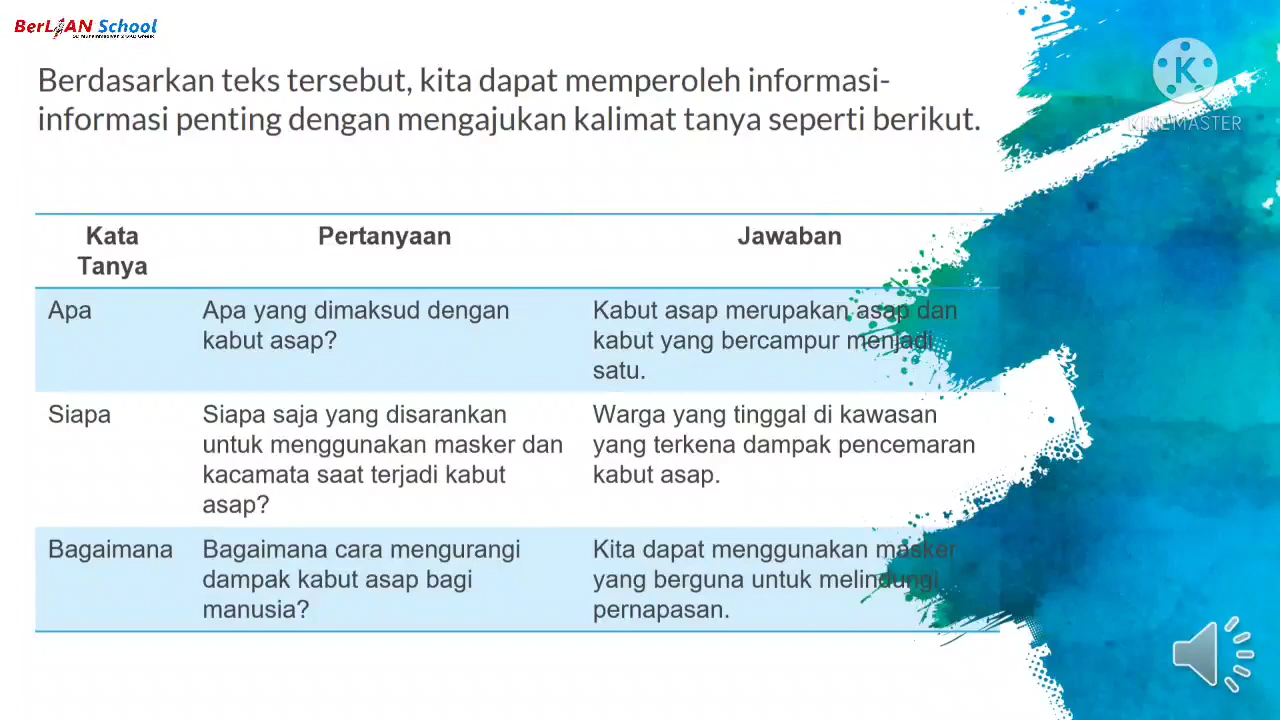 BerLIAN School
Berdasarkan teks tersebut, kita dapat memperoleh informasi-
informasi penting dengan mengajukan kalimat tanya seperti berikut.
K
KINEMASTER
Kata Tanya Pertanyaan Jawaban
Apa Apa yang dimaksud dengan kabut asap? Kabut asap merupakan asap dan kabut yang bercampur menjadi satu.
Siapa Siapa saja yang disarankan untuk menggunakan masker dan kacamata saat terjadi kabut asap? Warga yang tinggal di kawasan yang terkena dampak pencemaran kabut asap.
Bagaimana Bagaimana cara mengurangi dampak kabut asap bagi manusia? Kita dapat menggunakan masker yang berguna untuk melindungi pernapasan.